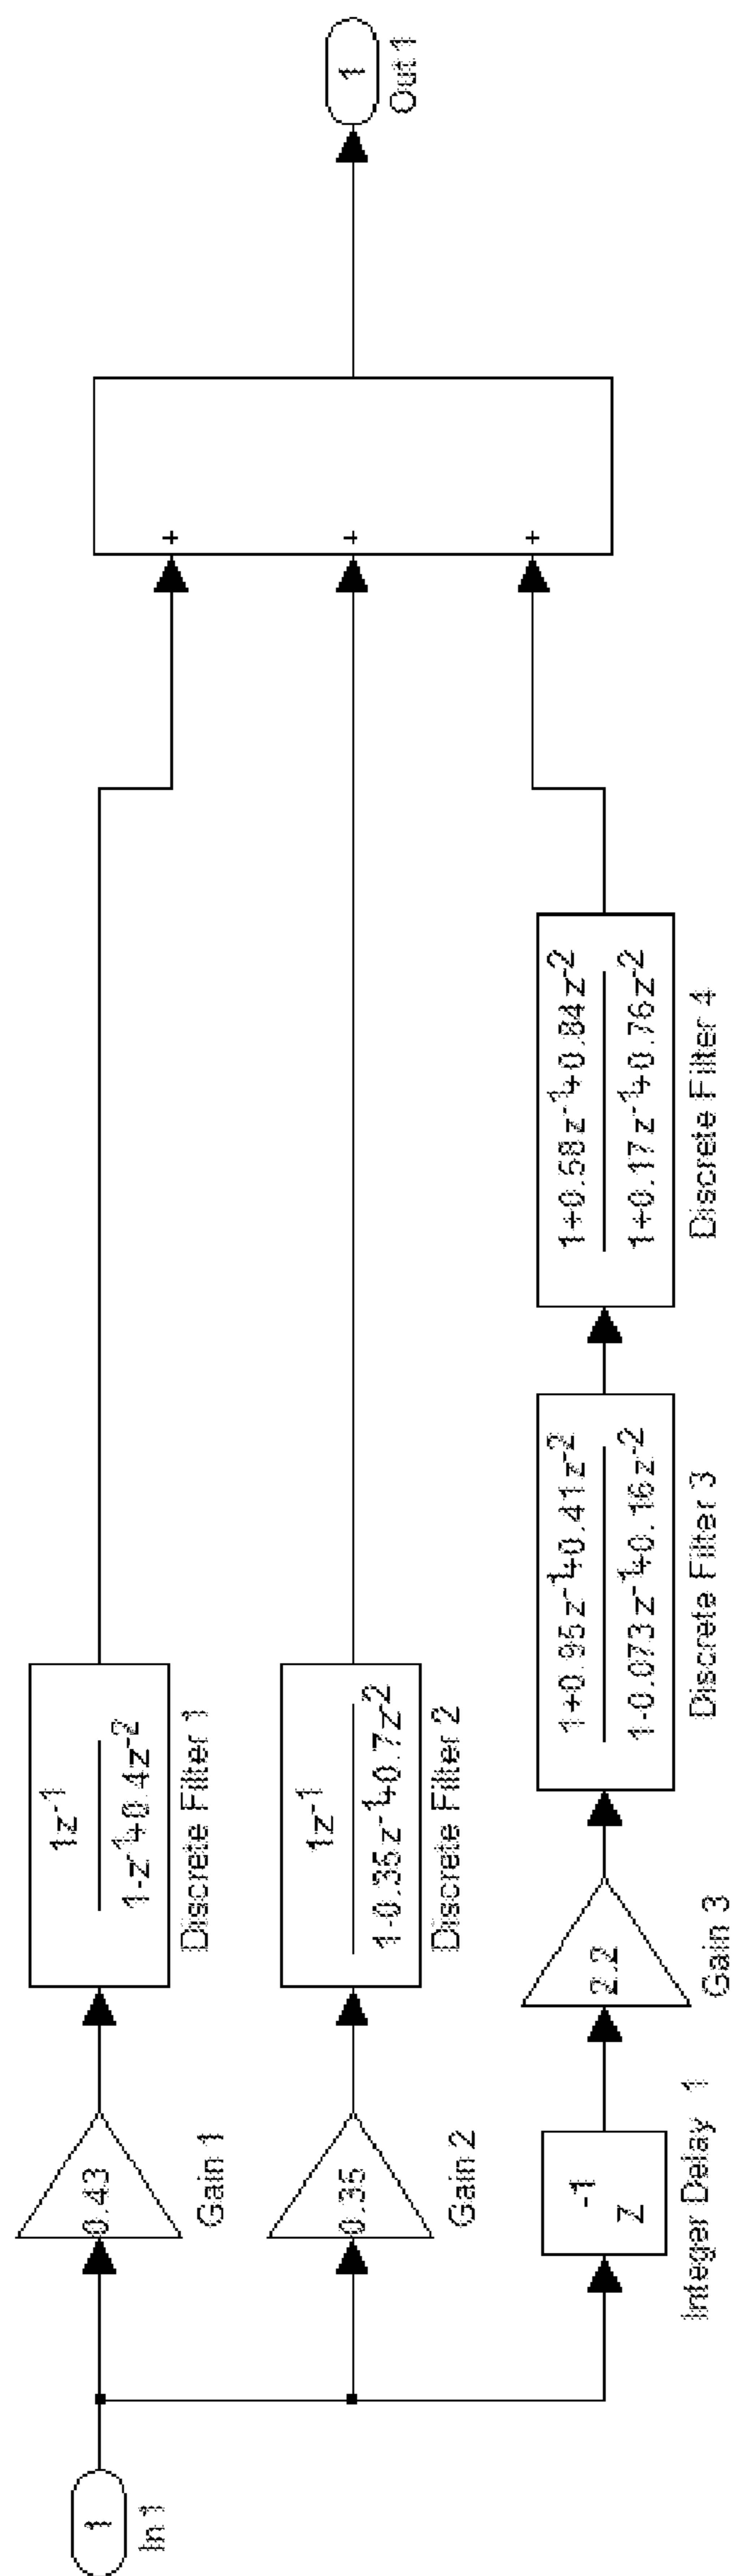 1
In 1
0.43
Gain 1
1z-1
1-z-1+0.4z-2
Discrete Filter 1
0.35
Gain 2
1z-1
1-0.35z-1+0.7z-2
Discrete Filter 2
z-1
Integer Delay 1
2.2
Gain 3
1+0.95z-1+0.41z-2
1-0.073z-1+0.16z-2
Discrete Filter 3
1+0.68z-1+0.84z-2
1+0.17z-1+0.76z-2
Discrete Filter 4
+
+
+
1
Out 1